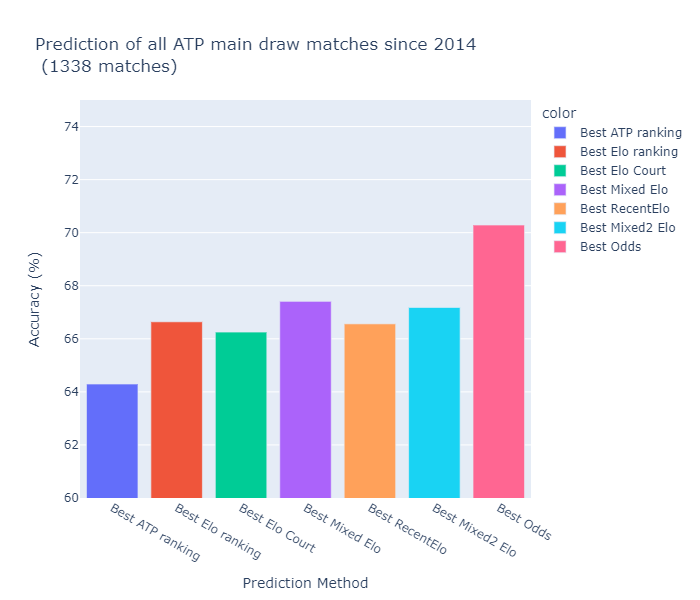 Prediction of all ATP main draw matches since 2014
(1338 matches)
color
Best ATP ranking
Best Elo ranking
Best Elo Court
Best Mixed Elo
Best RecentElo
Best Mixed2 Elo
Best Odds
74
72
70
68
66
64
62
60
Accuracy (%)
Best ATP ranking
Best Elo ranking
Best Elo Court
Best Mixed Elo
Best RecentElo
Best Mixed2 Elo
Best Odds
Prediction Method